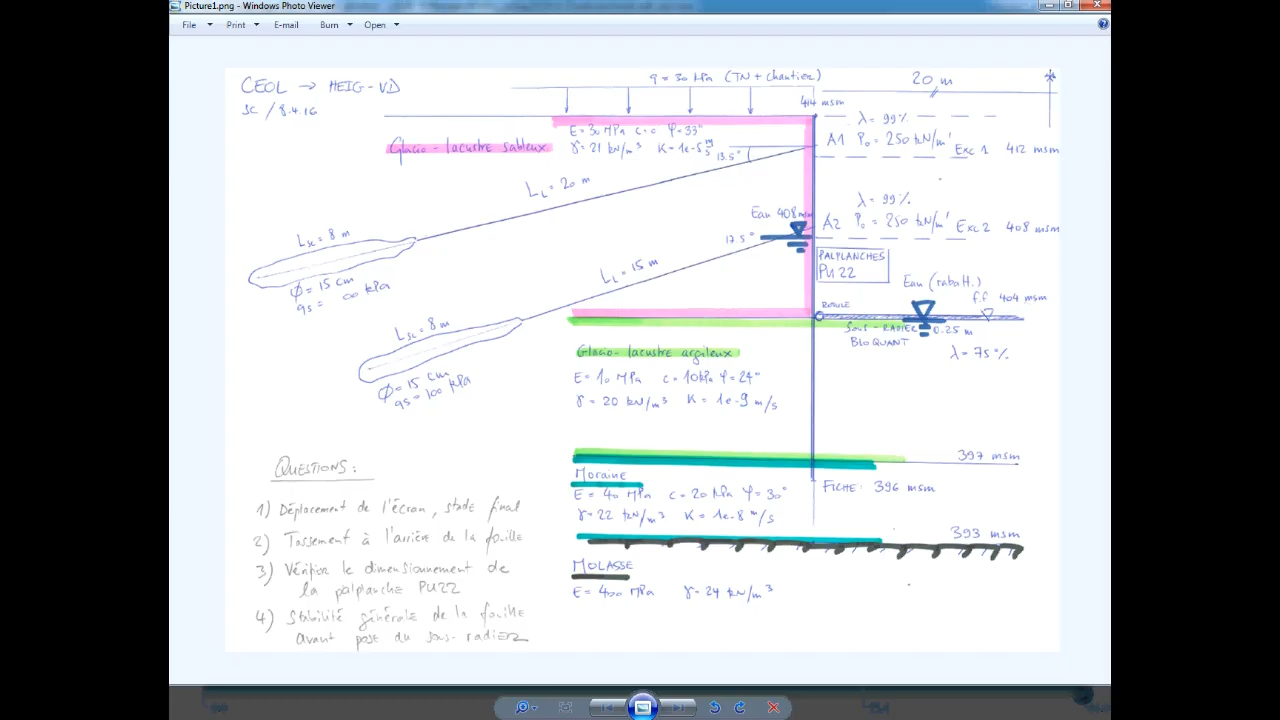 Picture1.png - Windows Photo Viewer
File Print E-mail Burn Open
CEOL → HEIG-VD
SC / 8.4.16
q = 30 kPa (TN + chantier)
20 m
414 msm
E = 30 MPa c = 0 φ = 33°
γ = 21 kN/m³ K = 1e-5 m/s
Glacio-lacustre sableux
13.5°
λ = 99%
A1 P₀ = 250 kN/m'
Exc 1 412 msm
L_L = 20 m
L_sc = 8 m
Ø = 15 cm
qs = 00 kPa
λ = 99%
A2 P₀ = 250 kN/m'
Exc 2 408 msm
Eau 408 msm
17.5°
PALPLANCHES
PU 22
L_L = 15 m
L_sc = 8 m
Ø = 15 cm
qs = 100 kPa
Eau (rabatt.)
f.f 404 msm
ROTULE
SOUS-RADIER 0.25 m
BLOQUANT
λ = 75%
Glacio-lacustre argileux
E = 10 MPa c = 10kPa φ = 24°
γ = 20 kN/m³ K = 1e-9 m/s
397 msm
Moraine
E = 40 MPa c = 20 kPa φ = 30°
γ = 22 kN/m³ K = 1e-8 m/s
FICHE : 396 msm
393 msm
MOLASSE
E = 400 MPa γ = 24 kN/m³
QUESTIONS :
1) Déplacement de l'écran, stade final
2) Tassement à l'arrière de la fouille
3) Vérifier le dimensionnement de
la palplanche PU22
4) Stabilité générale de la fouille
avant pose du sous-radier